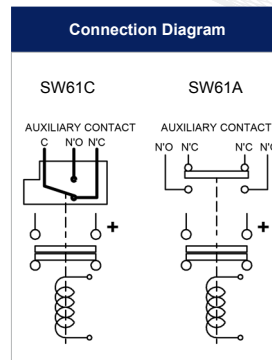 Connection Diagram
SW61C SW61A
AUXILIARY CONTACT AUXILIARY CONTACT
C N'O N'C N'O N'C N'C N'O
+ +